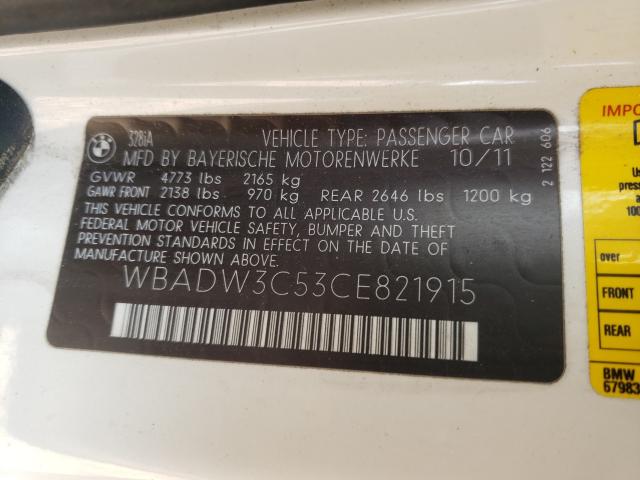 BMW
328iA
VEHICLE TYPE: PASSENGER CAR
MFD BY BAYERISCHE MOTORENWERKE 10/11
GVWR 4773 lbs 2165 kg
GAWR FRONT 2138 lbs 970 kg REAR 2646 lbs 1200 kg
THIS VEHICLE CONFORMS TO ALL APPLICABLE U.S.
FEDERAL MOTOR VEHICLE SAFETY, BUMPER AND THEFT
PREVENTION STANDARDS IN EFFECT ON THE DATE OF
MANUFACTURE SHOWN ABOVE.
WBADW3C53CE821915
2 122 606
over
FRONT
REAR
BMW